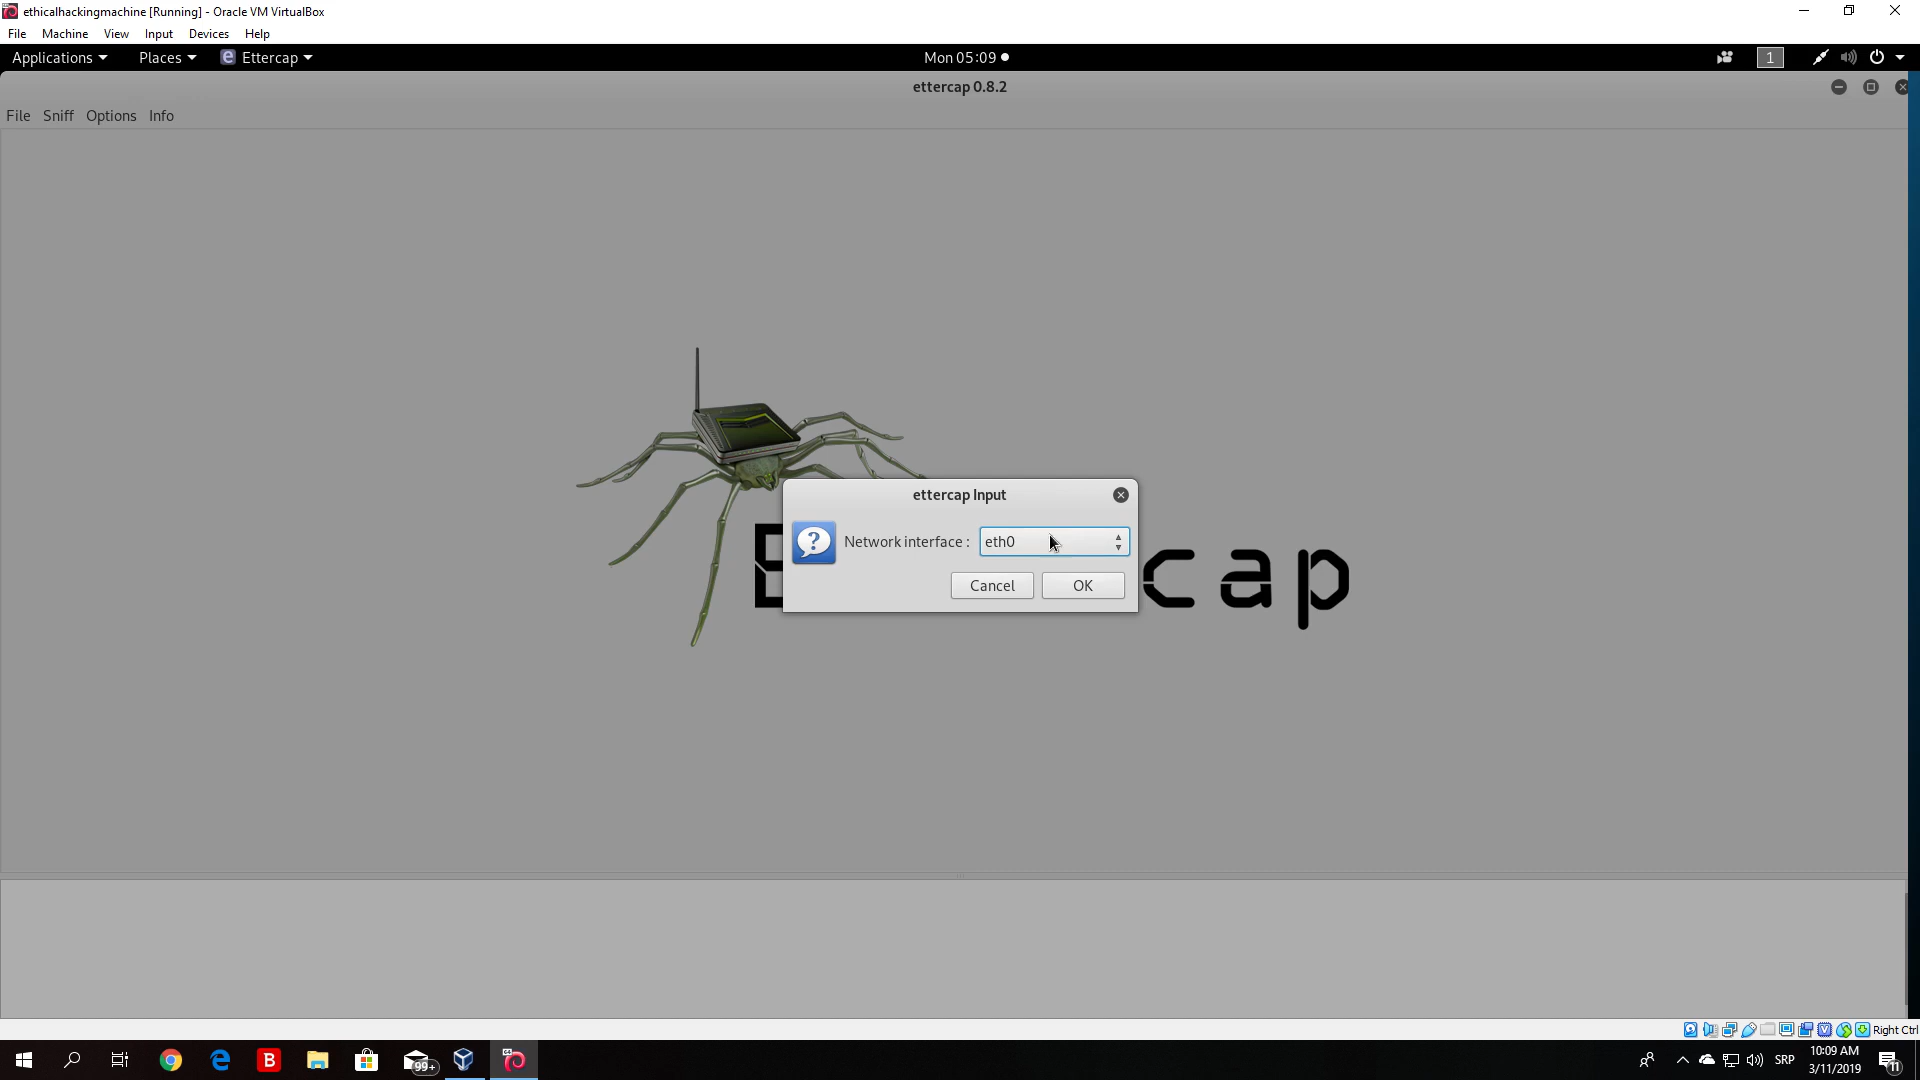 ethicalhackingmachine [Running] - Oracle VM VirtualBox
File Machine View Input Devices Help
Applications Places Ettercap Mon 05:09 1
ettercap 0.8.2
File Sniff Options Info
ettercap Input
Network interface : eth0
Cancel OK
E cap
Right Ctrl
99+ SRP 10:09 AM
3/11/2019 11